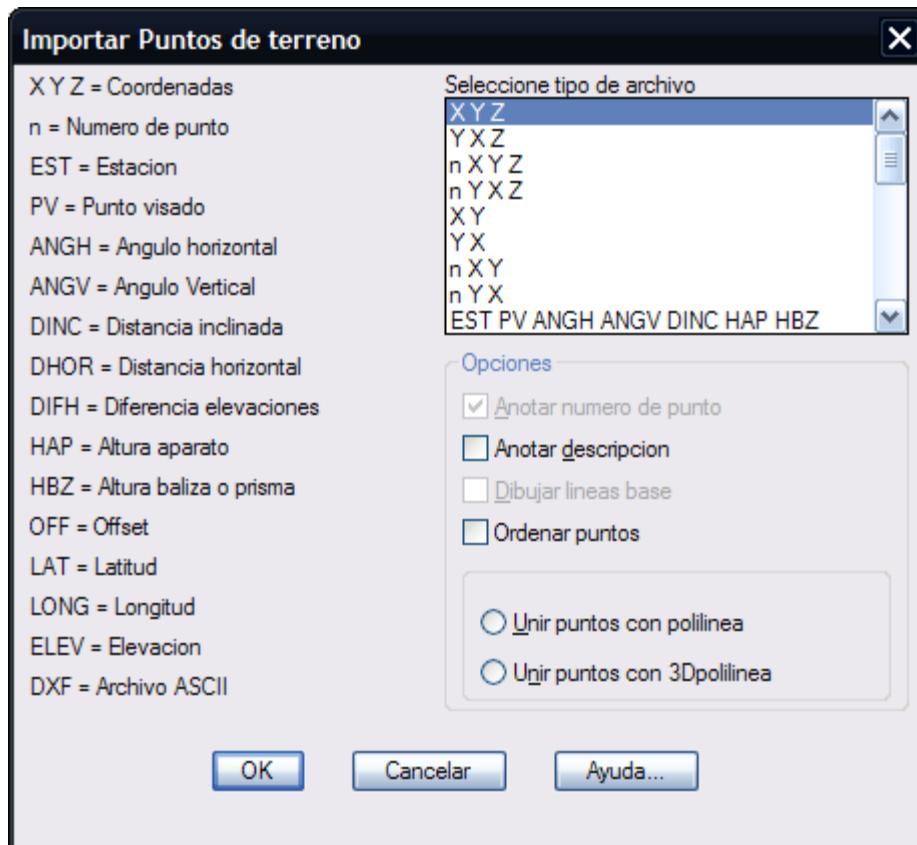 Importar Puntos de terreno
X Y Z = Coordenadas
n = Numero de punto
EST = Estacion
PV = Punto visado
ANGH = Angulo horizontal
ANGV = Angulo Vertical
DINC = Distancia inclinada
DHOR = Distancia horizontal
DIFH = Diferencia elevaciones
HAP = Altura aparato
HBZ = Altura baliza o prisma
OFF = Offset
LAT = Latitud
LONG = Longitud
ELEV = Elevacion
DXF = Archivo ASCII
Seleccione tipo de archivo
X Y Z
Y X Z
n X Y Z
n Y X Z
X Y
Y X
n X Y
n Y X
EST PV ANGH ANGV DINC HAP HBZ
Opciones
Anotar numero de punto
Anotar descripcion
Dibujar lineas base
Ordenar puntos
Unir puntos con polilinea
Unir puntos con 3Dpolilinea
OK
Cancelar
Ayuda...